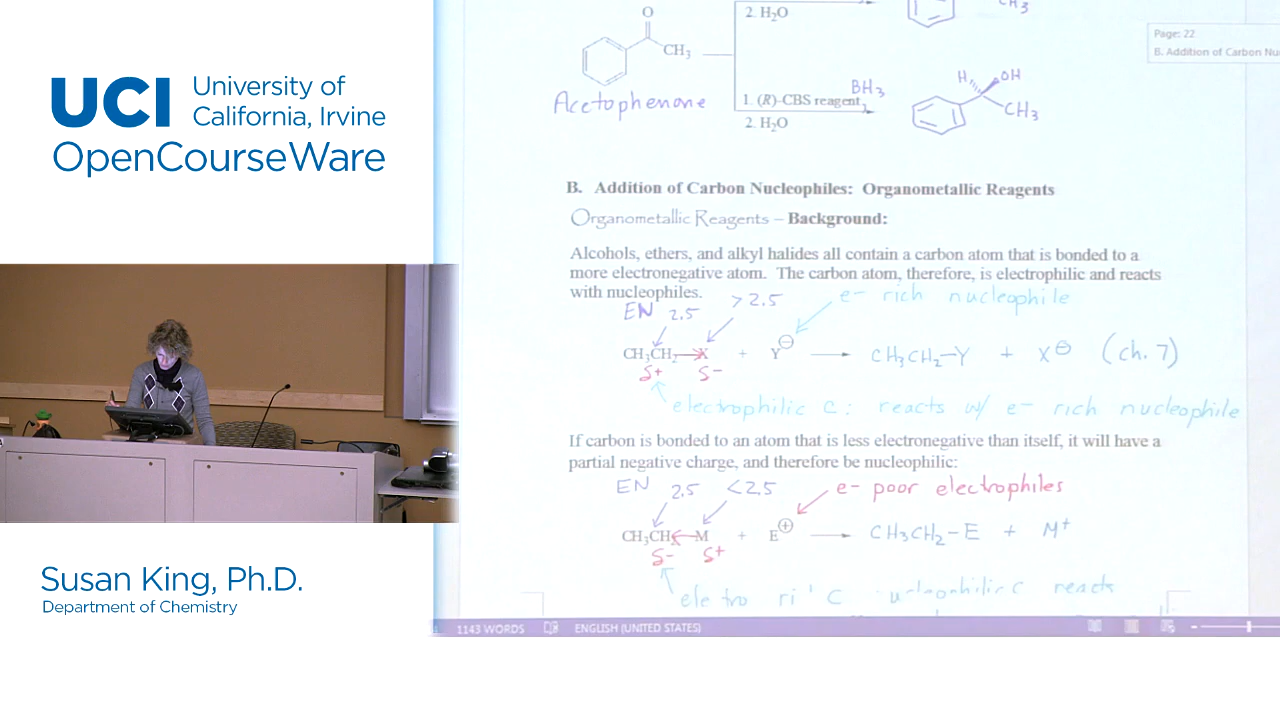 UCI University of
California, Irvine
OpenCourseWare
Susan King, Ph.D.
Department of Chemistry
O
CH3
Acetophenone
2. H2O
CH3
BH3
1. (R)-CBS reagent,
2. H2O
H OH
CH3
Page: 22
B. Addition of Carbon Nu
B. Addition of Carbon Nucleophiles: Organometallic Reagents
Organometallic Reagents – Background:
Alcohols, ethers, and alkyl halides all contain a carbon atom that is bonded to a
more electronegative atom. The carbon atom, therefore, is electrophilic and reacts
with nucleophiles.
EN 2.5 >2.5 e- rich nucleophile
CH3CH2 X + Y⊖ CH3CH2-Y + X⊖ (ch. 7)
δ+ δ-
electrophilic C: reacts w/ e- rich nucleophile
If carbon is bonded to an atom that is less electronegative than itself, it will have a
partial negative charge, and therefore be nucleophilic:
EN 2.5 <2.5 e- poor electrophiles
CH3CH2 M + E⊕ CH3CH2-E + M+
δ- δ+
C reacts
1143 WORDS ENGLISH (UNITED STATES)